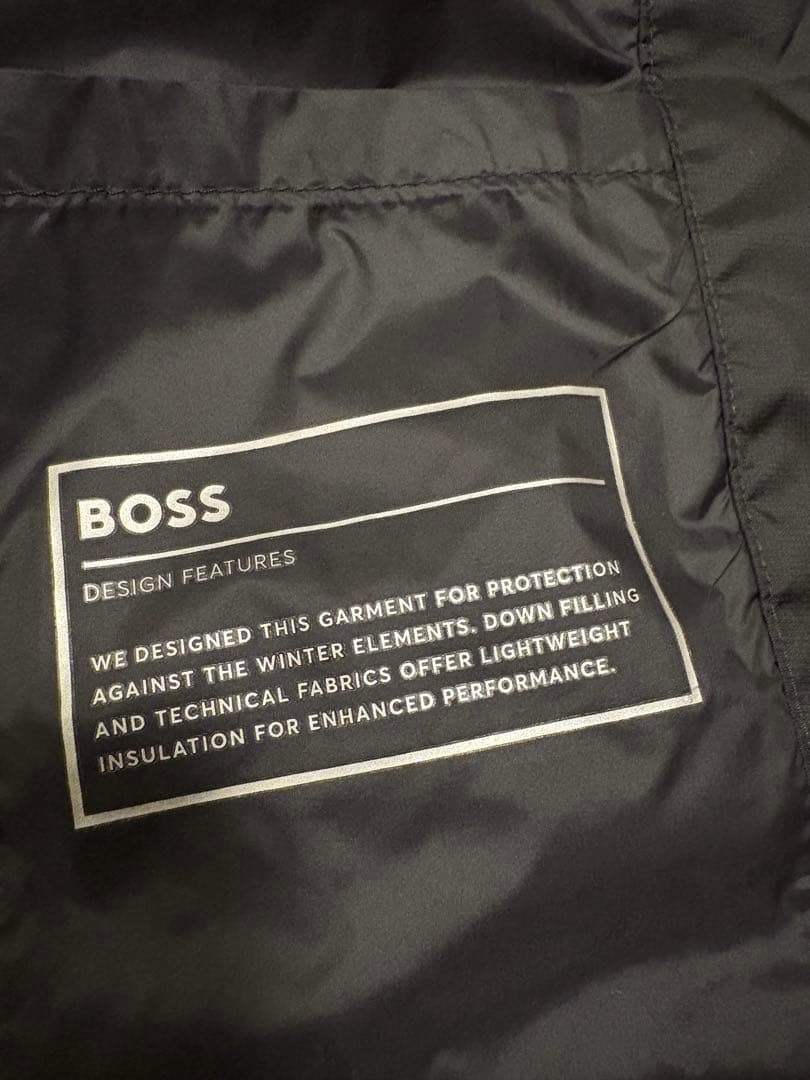 BOSS
DESIGN FEATURES
WE DESIGNED THIS GARMENT FOR PROTECTION
AGAINST THE WINTER ELEMENTS. DOWN FILLING
AND TECHNICAL FABRICS OFFER LIGHTWEIGHT
INSULATION FOR ENHANCED PERFORMANCE.